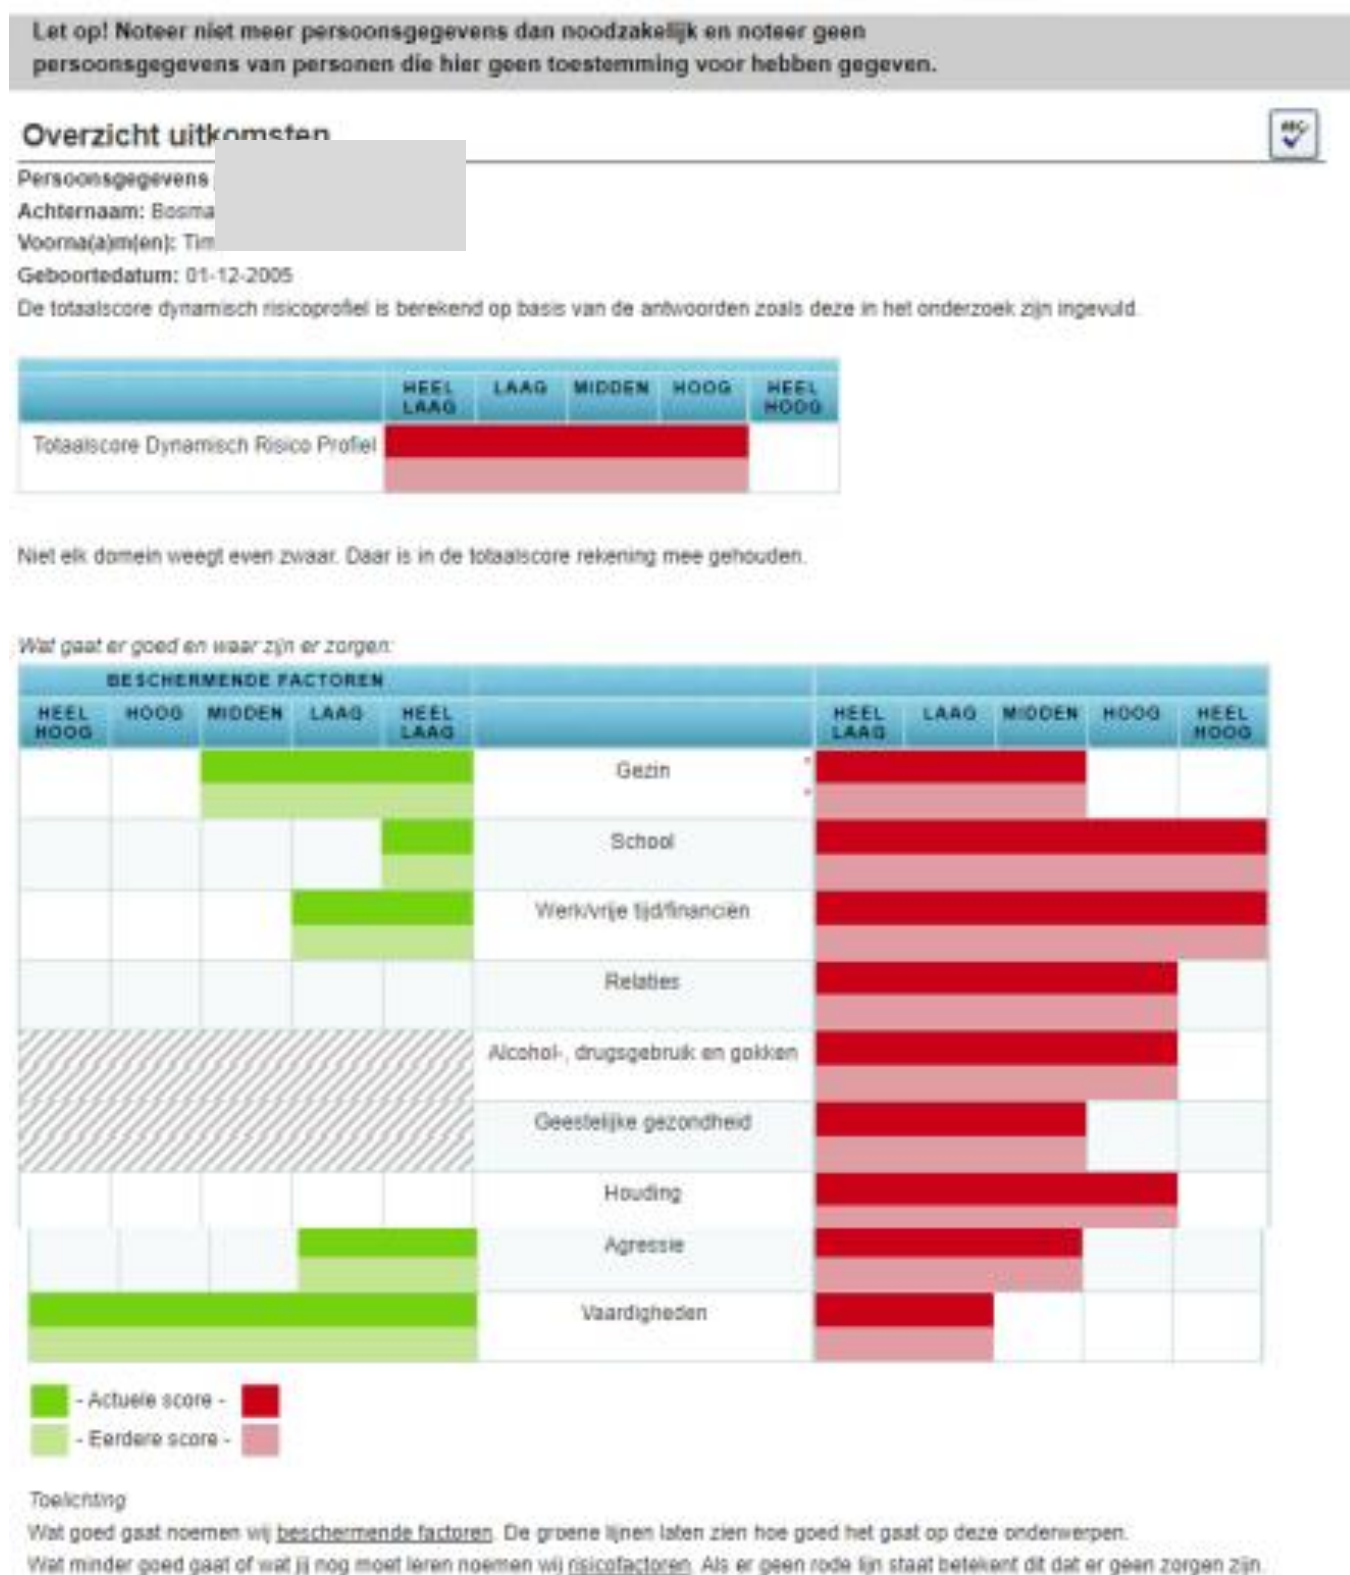 Let op! Noteer niet meer persoonsgegevens dan noodzakelijk en noteer geen
persoonsgegevens van personen die hier geen toestemming voor hebben gegeven.
Overzicht uitkomsten
ABC
Persoonsgegevens
Achternaam: Bosma
Voorna(a)m(en): Tim
Geboortedatum: 01-12-2005
De totaalscore dynamisch risicoprofiel is berekend op basis van de antwoorden zoals deze in het onderzoek zijn ingevuld.
HEEL LAAG LAAG MIDDEN HOOG HEEL HOOG
Totaalscore Dynamisch Risico Profiel
Niet elk domein weegt even zwaar. Daar is in de totaalscore rekening mee gehouden.
Wat gaat er goed en waar zijn er zorgen:
BESCHERMENDE FACTOREN
HEEL HOOG HOOG MIDDEN LAAG HEEL LAAG HEEL LAAG LAAG MIDDEN HOOG HEEL HOOG
Gezin
School
Werk/vrije tijd/financiën
Relaties
Alcohol-, drugsgebruik en gokken
Geestelijke gezondheid
Houding
Agressie
Vaardigheden
- Actuele score -
- Eerdere score -
Toelichting
Wat goed gaat noemen wij beschermende factoren. De groene lijnen laten zien hoe goed het gaat op deze onderwerpen.
Wat minder goed gaat of wat jij nog moet leren noemen wij risicofactoren. Als er geen rode lijn staat betekent dit dat er geen zorgen zijn.